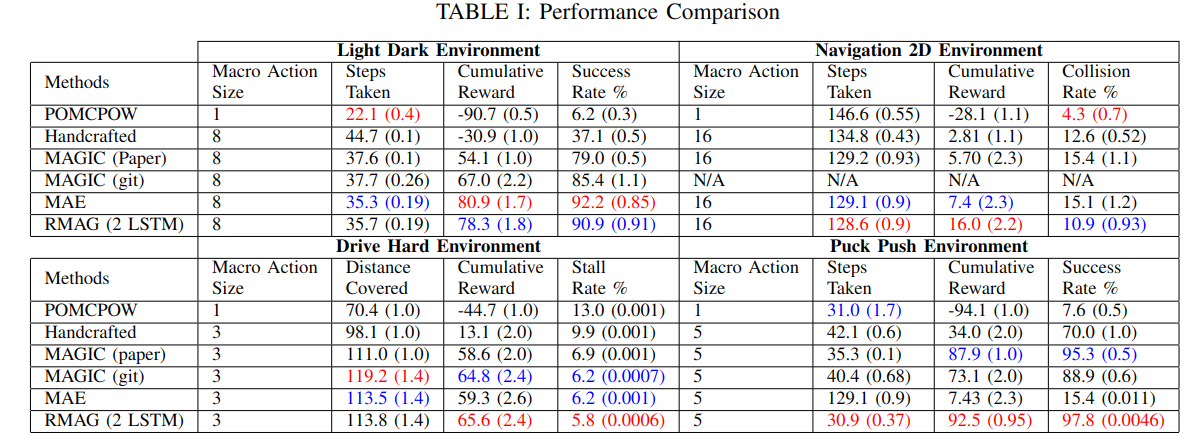 TABLE I: Performance Comparison
Light Dark Environment Navigation 2D Environment
Methods Macro Action Size Steps Taken Cumulative Reward Success Rate % Macro Action Size Steps Taken Cumulative Reward Collision Rate %
POMCPOW 1 22.1 (0.4) -90.7 (0.5) 6.2 (0.3) 1 146.6 (0.55) -28.1 (1.1) 4.3 (0.7)
Handcrafted 8 44.7 (0.1) -30.9 (1.0) 37.1 (0.5) 16 134.8 (0.43) 2.81 (1.1) 12.6 (0.52)
MAGIC (Paper) 8 37.6 (0.1) 54.1 (1.0) 79.0 (0.5) 16 129.2 (0.93) 5.70 (2.3) 15.4 (1.1)
MAGIC (git) 8 37.7 (0.26) 67.0 (2.2) 85.4 (1.1) N/A N/A N/A N/A
MAE 8 35.3 (0.19) 80.9 (1.7) 92.2 (0.85) 16 129.1 (0.9) 7.4 (2.3) 15.1 (1.2)
RMAG (2 LSTM) 8 35.7 (0.19) 78.3 (1.8) 90.9 (0.91) 16 128.6 (0.9) 16.0 (2.2) 10.9 (0.93)
Drive Hard Environment Puck Push Environment
Methods Macro Action Size Distance Covered Cumulative Reward Stall Rate % Macro Action Size Steps Taken Cumulative Reward Success Rate %
POMCPOW 1 70.4 (1.0) -44.7 (1.0) 13.0 (0.001) 1 31.0 (1.7) -94.1 (1.0) 7.6 (0.5)
Handcrafted 3 98.1 (1.0) 13.1 (2.0) 9.9 (0.001) 5 42.1 (0.6) 34.0 (2.0) 70.0 (1.0)
MAGIC (paper) 3 111.0 (1.0) 58.6 (2.0) 6.9 (0.001) 5 35.3 (0.1) 87.9 (1.0) 95.3 (0.5)
MAGIC (git) 3 119.2 (1.4) 64.8 (2.4) 6.2 (0.0007) 5 40.4 (0.68) 73.1 (2.0) 88.9 (0.6)
MAE 3 113.5 (1.4) 59.3 (2.6) 6.2 (0.001) 5 129.1 (0.9) 7.43 (2.3) 15.4 (0.011)
RMAG (2 LSTM) 3 113.8 (1.4) 65.6 (2.4) 5.8 (0.0006) 5 30.9 (0.37) 92.5 (0.95) 97.8 (0.0046)